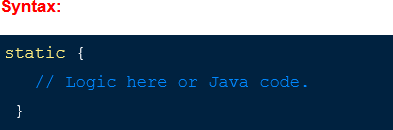 Syntax:
static {
// Logic here or Java code.
}